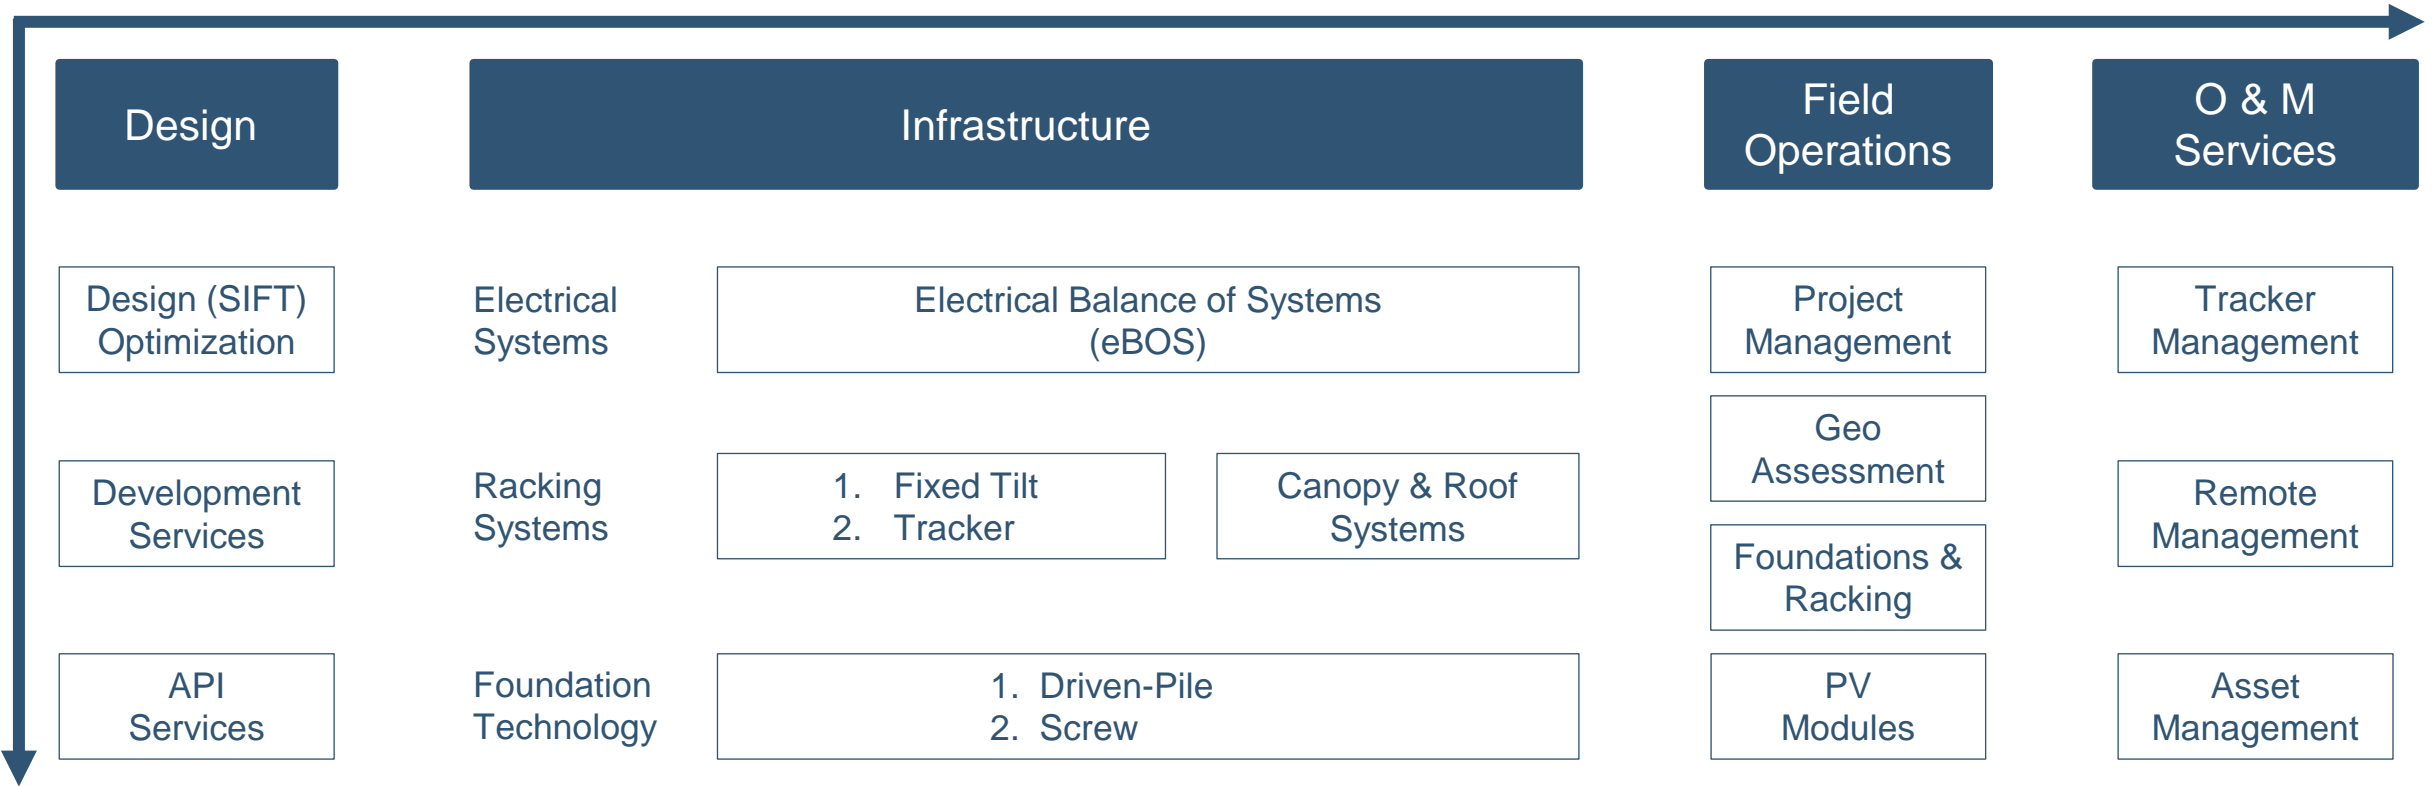 Design
Infrastructure
Field
Operations
O & M
Services
Design (SIFT)
Optimization
Development
Services
API
Services
Electrical
Systems
Electrical Balance of Systems
(eBOS)
Racking
Systems
1. Fixed Tilt
2. Tracker
Canopy & Roof
Systems
Foundation
Technology
1. Driven-Pile
2. Screw
Project
Management
Geo
Assessment
Foundations &
Racking
PV
Modules
Tracker
Management
Remote
Management
Asset
Management